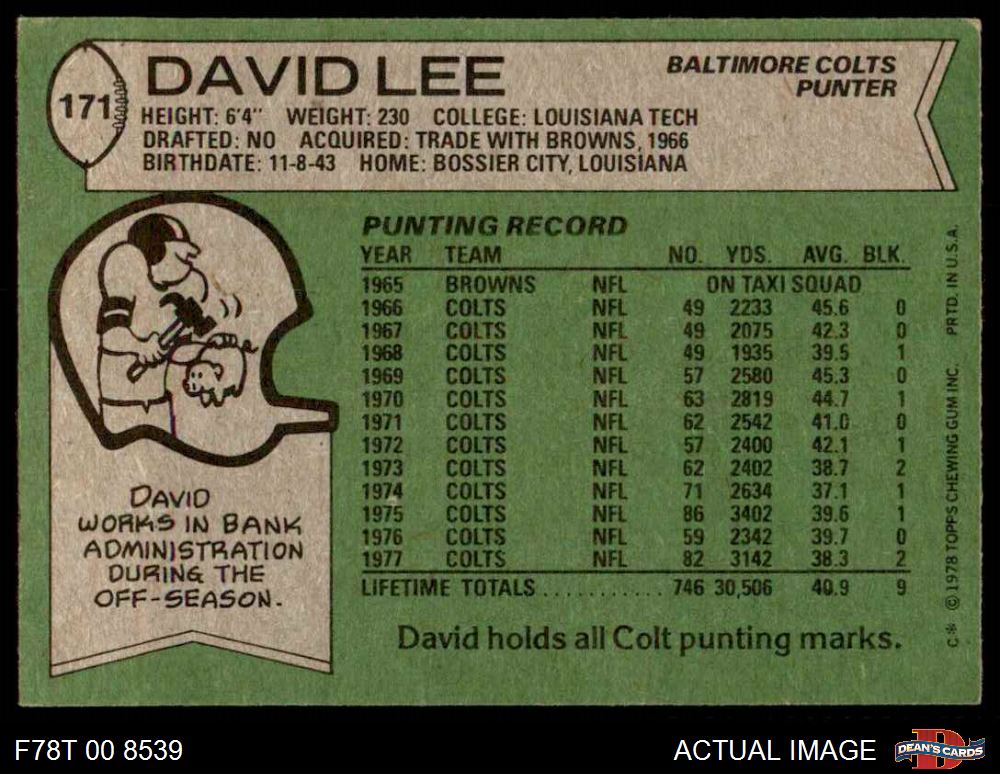 171
DAVID LEE
BALTIMORE COLTS
PUNTER
HEIGHT: 6'4" WEIGHT: 230 COLLEGE: LOUISIANA TECH
DRAFTED: NO ACQUIRED: TRADE WITH BROWNS, 1966
BIRTHDATE: 11-8-43 HOME: BOSSIER CITY, LOUISIANA
PUNTING RECORD
YEAR TEAM NO. YDS. AVG. BLK.
1965 BROWNS NFL ON TAXI SQUAD
1966 COLTS NFL 49 2233 45.6 0
1967 COLTS NFL 49 2075 42.3 0
1968 COLTS NFL 49 1935 39.5 1
1969 COLTS NFL 57 2580 45.3 0
1970 COLTS NFL 63 2819 44.7 1
1971 COLTS NFL 62 2542 41.0 0
1972 COLTS NFL 57 2400 42.1 1
1973 COLTS NFL 62 2402 38.7 2
1974 COLTS NFL 71 2634 37.1 1
1975 COLTS NFL 86 3402 39.6 1
1976 COLTS NFL 59 2342 39.7 0
1977 COLTS NFL 82 3142 38.3 2
LIFETIME TOTALS ........... 746 30,506 40.9 9
David holds all Colt punting marks.
DAVID
WORKS IN BANK
ADMINISTRATION
DURING THE
OFF-SEASON.
C* © 1978 TOPPS CHEWING GUM INC. PRTD. IN U.S.A.
F78T 00 8539
ACTUAL IMAGE
D
DEAN'S CARDS